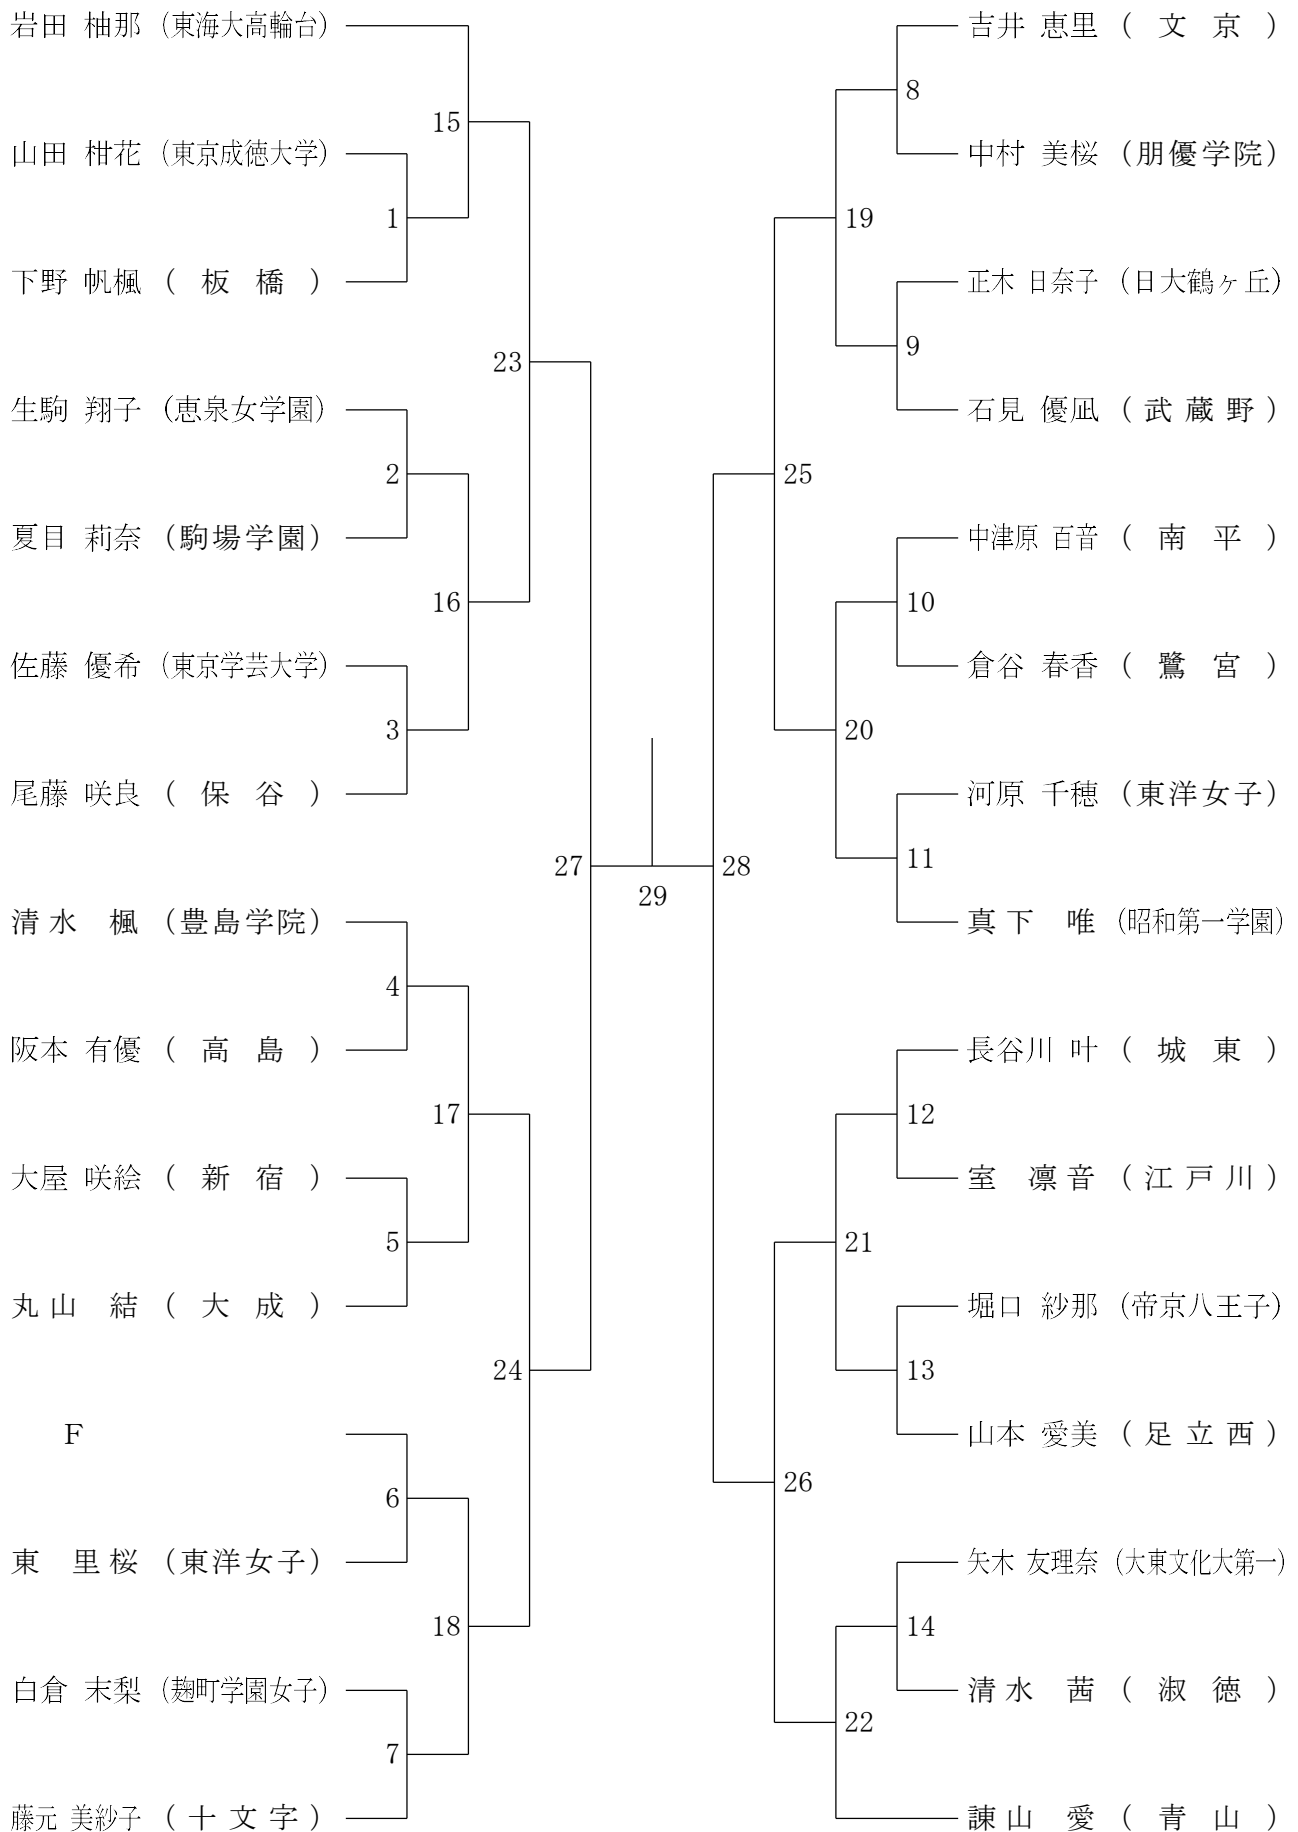 岩田 柚那 (東海大高輪台)
15
山田 柑花 (東京成徳大学)
1
下野 帆楓 ( 板 橋 )
23
生駒 翔子 (恵泉女学園)
2
夏目 莉奈 (駒場学園)
16
佐藤 優希 (東京学芸大学)
3
尾藤 咲良 ( 保 谷 )
27
清水 楓 (豊島学院)
4
阪本 有優 ( 高 島 )
17
大屋 咲絵 ( 新 宿 )
5
丸山 結 ( 大 成 )
24
F
6
東 里桜 (東洋女子)
18
白倉 末梨 (麹町学園女子)
7
藤元 美紗子 ( 十 文 字 )
29
吉井 恵里 ( 文 京 )
8
中村 美桜 (朋優学院)
19
正木 日奈子 (日大鶴ヶ丘)
9
石見 優凪 ( 武 蔵 野 )
25
中津原 百音 ( 南 平 )
10
倉谷 春香 ( 鷺 宮 )
20
河原 千穂 (東洋女子)
11
真下 唯 (昭和第一学園)
28
長谷川 叶 ( 城 東 )
12
室 凛音 ( 江 戸 川 )
21
堀口 紗那 (帝京八王子)
13
山本 愛美 ( 足 立 西 )
26
矢木 友理奈 (大東文化大第一)
14
清水 茜 ( 淑 徳 )
22
諫山 愛 ( 青 山 )